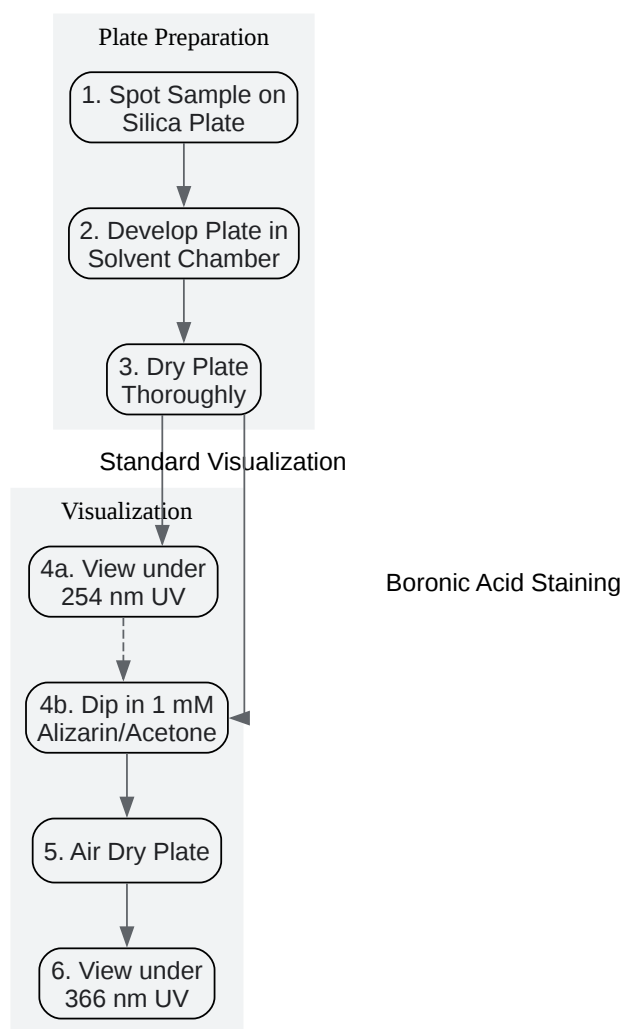 Plate Preparation
1. Spot Sample on
Silica Plate
2. Develop Plate in
Solvent Chamber
3. Dry Plate
Thoroughly
Standard Visualization
Visualization
4a. View under
254 nm UV
Boronic Acid Staining
4b. Dip in 1 mM
Alizarin/Acetone
5. Air Dry Plate
6. View under
366 nm UV